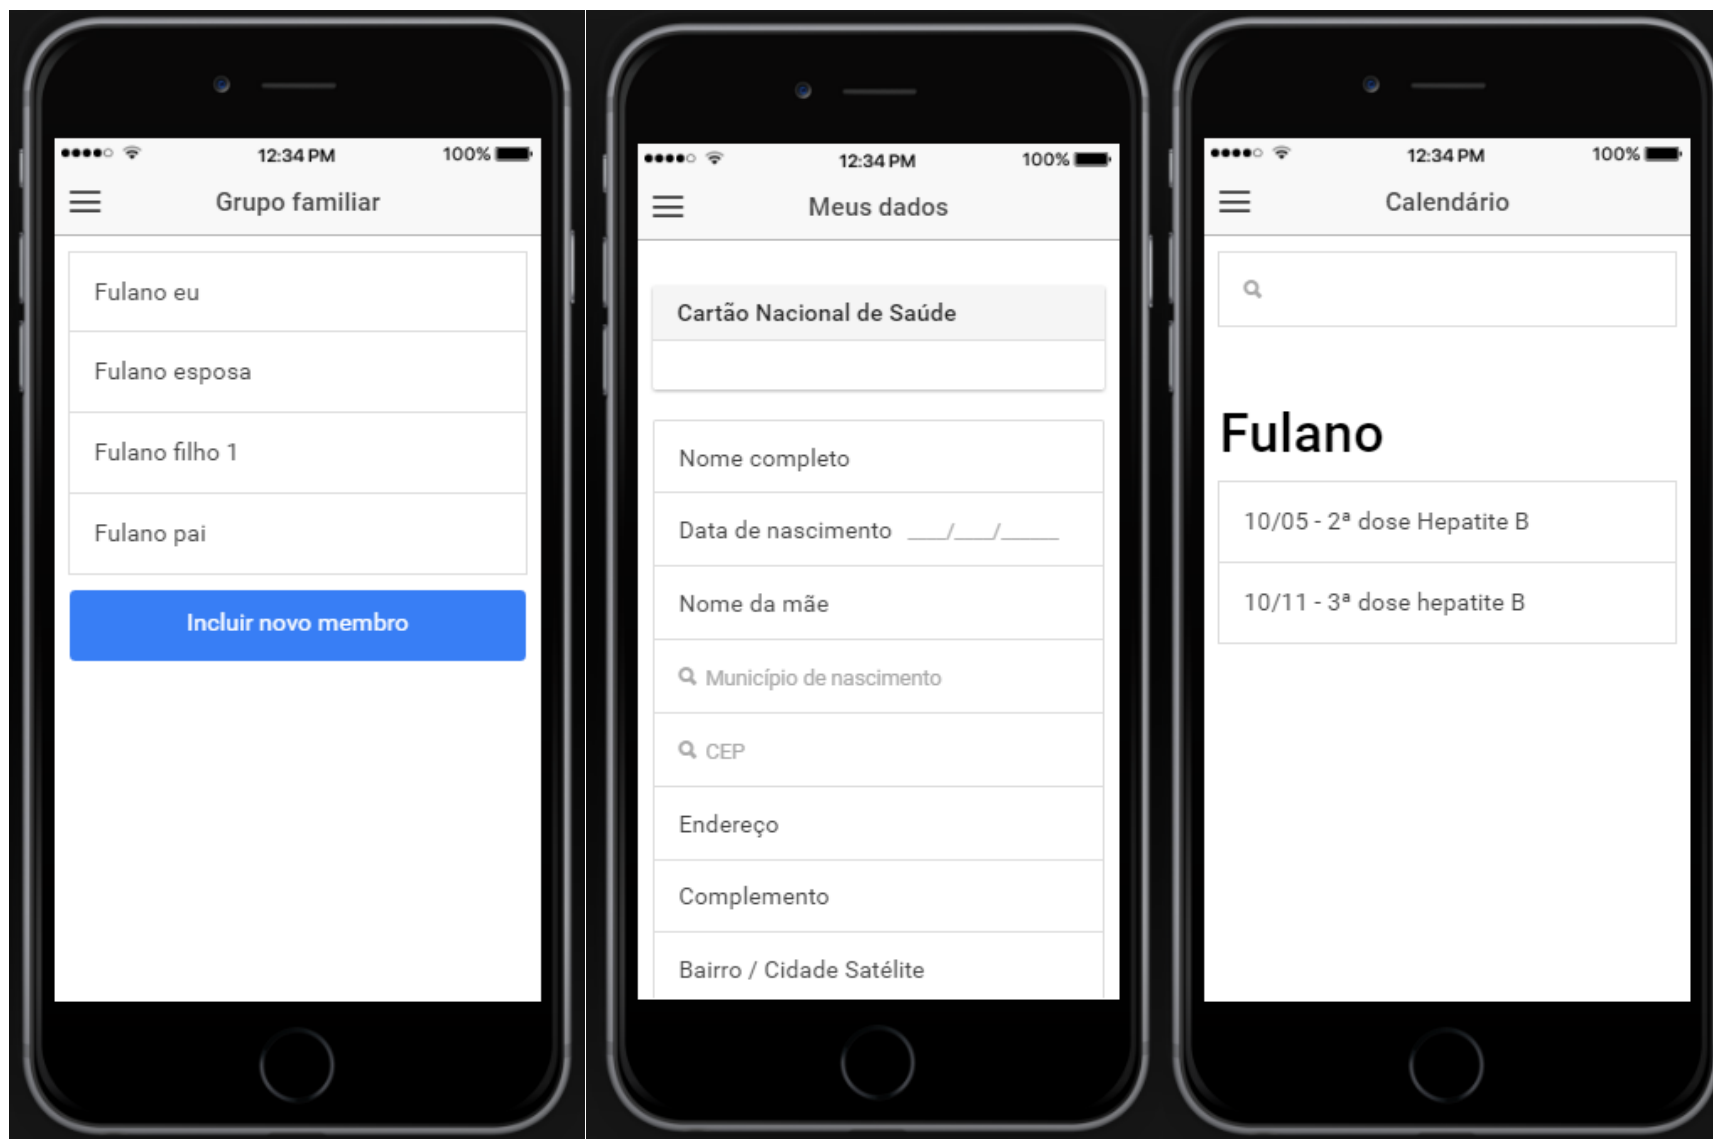 12:34 PM 100%
Grupo familiar
Fulano eu
Fulano esposa
Fulano filho 1
Fulano pai
Incluir novo membro
12:34 PM 100%
Meus dados
Cartão Nacional de Saúde
Nome completo
Data de nascimento ___/___/_____
Nome da mãe
Município de nascimento
CEP
Endereço
Complemento
Bairro / Cidade Satélite
12:34 PM 100%
Calendário
Fulano
10/05 - 2ª dose Hepatite B
10/11 - 3ª dose hepatite B